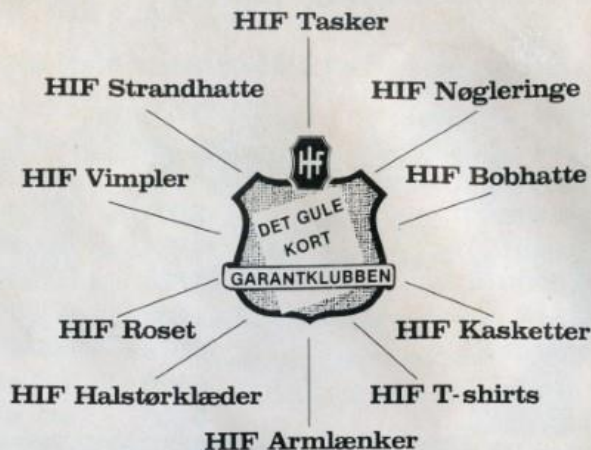 HIF Tasker
HIF Strandhatte
HIF Nøgleringe
HIF Vimpler
Hif
HIF Bobhatte
DET GULE
KORT
GARANTKLUBBEN
HIF Roset
HIF Kasketter
HIF Halstørklæder
HIF T-shirts
HIF Armlænker